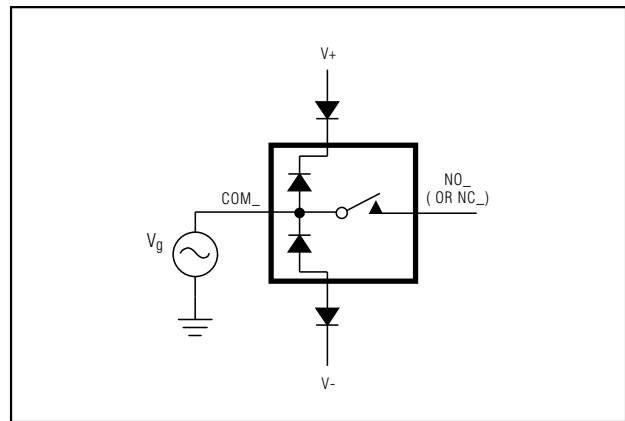 V+
COM_
NO_
( OR NC_)
Vg
V-